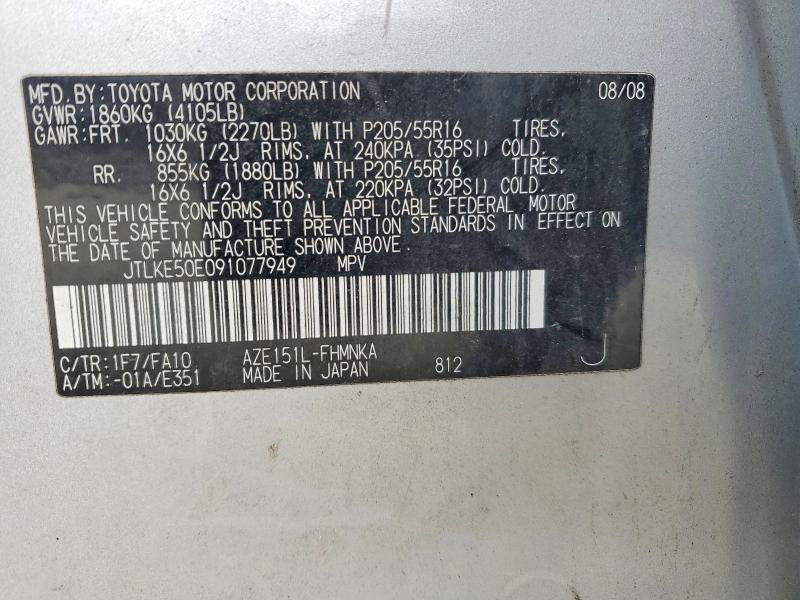 MFD.BY:TOYOTA MOTOR CORPORATION 08/08
GVWR:1860KG (4105LB)
GAWR:FRT. 1030KG (2270LB) WITH P205/55R16 TIRES,
16X6 1/2J RIMS, AT 240KPA (35PSI) COLD.
RR. 855KG (1880LB) WITH P205/55R16 TIRES,
16X6 1/2J RIMS, AT 220KPA (32PSI) COLD.
THIS VEHICLE CONFORMS TO ALL APPLICABLE FEDERAL MOTOR
VEHICLE SAFETY AND THEFT PREVENTION STANDARDS IN EFFECT ON
THE DATE OF MANUFACTURE SHOWN ABOVE.
JTLKE50E091077949 MPV
C/TR:1F7/FA10 AZE151L-FHMNKA
A/TM:-01A/E351 MADE IN JAPAN 812 J